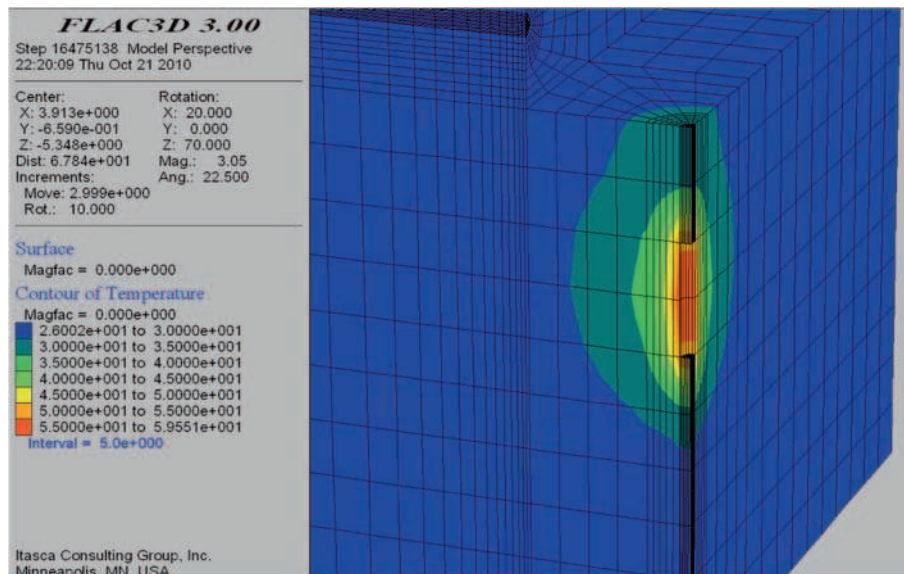 FLAC3D 3.00
Step 16475138 Model Perspective
22:20:09 Thu Oct 21 2010
Center: Rotation:
X: 3.913e+000 X: 20.000
Y: -6.590e-001 Y: 0.000
Z: -5.348e+000 Z: 70.000
Dist: 6.784e+001 Mag.: 3.05
Increments: Ang.: 22.500
Move: 2.999e+000
Rot.: 10.000
Surface
Magfac = 0.000e+000
Contour of Temperature
Magfac = 0.000e+000
2.6002e+001 to 3.0000e+001
3.0000e+001 to 3.5000e+001
3.5000e+001 to 4.0000e+001
4.0000e+001 to 4.5000e+001
4.5000e+001 to 5.0000e+001
5.0000e+001 to 5.5000e+001
5.5000e+001 to 5.9551e+001
Interval = 5.0e+000
Itasca Consulting Group, Inc.
Minneapolis, MN USA